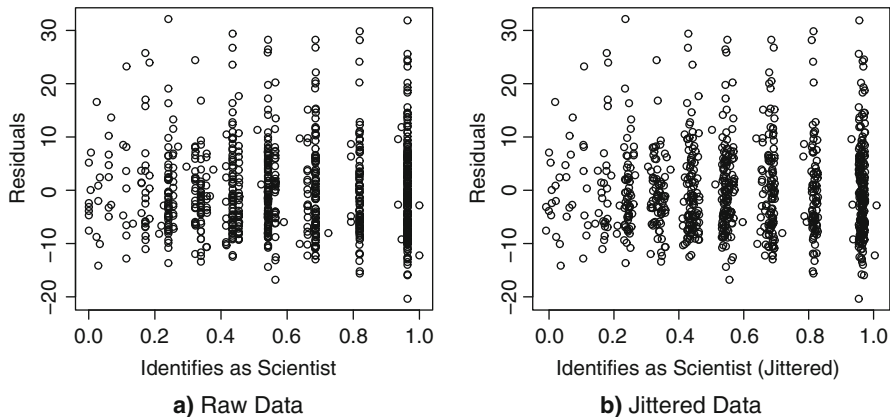 30
20
10
0
−10
−20
Residuals
0.0 0.2 0.4 0.6 0.8 1.0
Identifies as Scientist
a) Raw Data
30
20
10
0
−10
−20
Residuals
0.0 0.2 0.4 0.6 0.8 1.0
Identifies as Scientist (Jittered)
b) Jittered Data